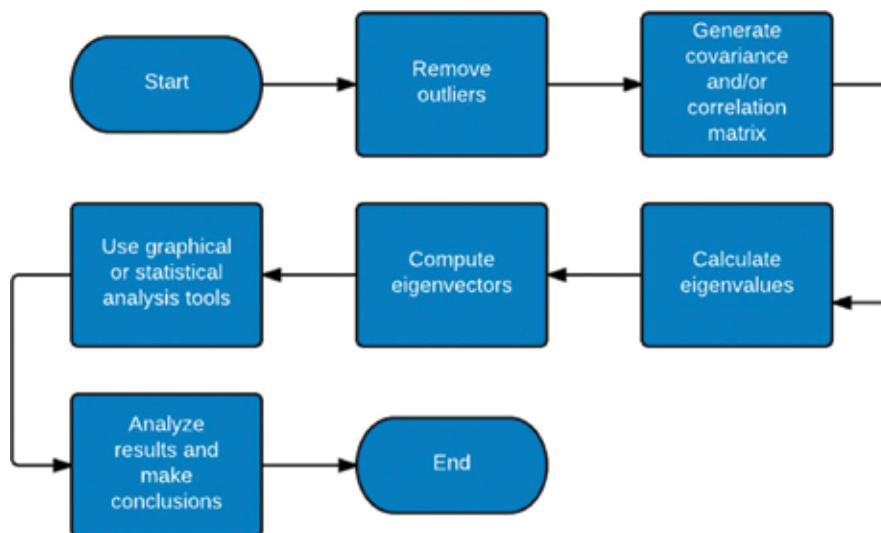 Start
Remove
outliers
Generate
covariance
and/or
correlation
matrix
Calculate
eigenvalues
Compute
eigenvectors
Use graphical
or statistical
analysis tools
Analyze
results and
make
conclusions
End